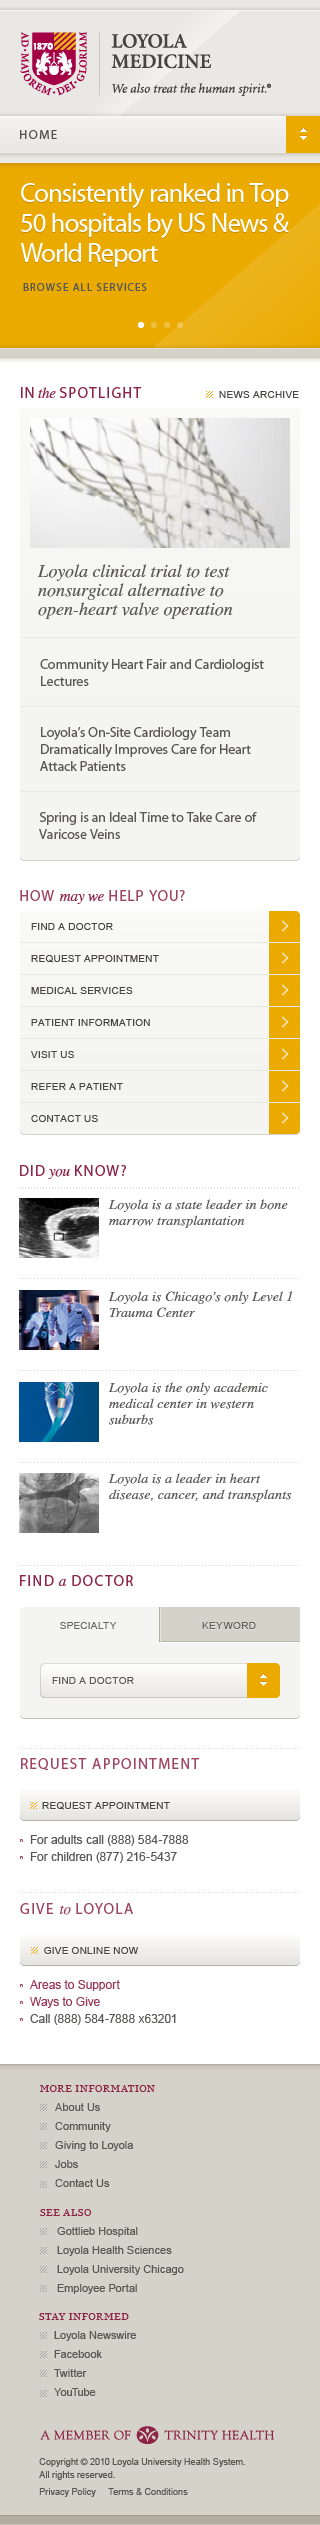 AD·MAJOREM·DEI·GLORIAM
1870
LOYOLA
MEDICINE
We also treat the human spirit.®
HOME
Consistently ranked in Top
50 hospitals by US News &
World Report
BROWSE ALL SERVICES
IN the SPOTLIGHT
NEWS ARCHIVE
Loyola clinical trial to test
nonsurgical alternative to
open-heart valve operation
Community Heart Fair and Cardiologist
Lectures
Loyola's On-Site Cardiology Team
Dramatically Improves Care for Heart
Attack Patients
Spring is an Ideal Time to Take Care of
Varicose Veins
HOW may we HELP YOU?
FIND A DOCTOR
REQUEST APPOINTMENT
MEDICAL SERVICES
PATIENT INFORMATION
VISIT US
REFER A PATIENT
CONTACT US
DID you KNOW?
Loyola is a state leader in bone
marrow transplantation
Loyola is Chicago's only Level 1
Trauma Center
Loyola is the only academic
medical center in western
suburbs
Loyola is a leader in heart
disease, cancer, and transplants
FIND a DOCTOR
SPECIALTY
KEYWORD
FIND A DOCTOR
REQUEST APPOINTMENT
REQUEST APPOINTMENT
For adults call (888) 584-7888
For children (877) 216-5437
GIVE to LOYOLA
GIVE ONLINE NOW
Areas to Support
Ways to Give
Call (888) 584-7888 x63201
MORE INFORMATION
About Us
Community
Giving to Loyola
Jobs
Contact Us
SEE ALSO
Gottlieb Hospital
Loyola Health Sciences
Loyola University Chicago
Employee Portal
STAY INFORMED
Loyola Newswire
Facebook
Twitter
YouTube
A MEMBER OF TRINITY HEALTH
Copyright © 2010 Loyola University Health System.
All rights reserved.
Privacy Policy Terms & Conditions